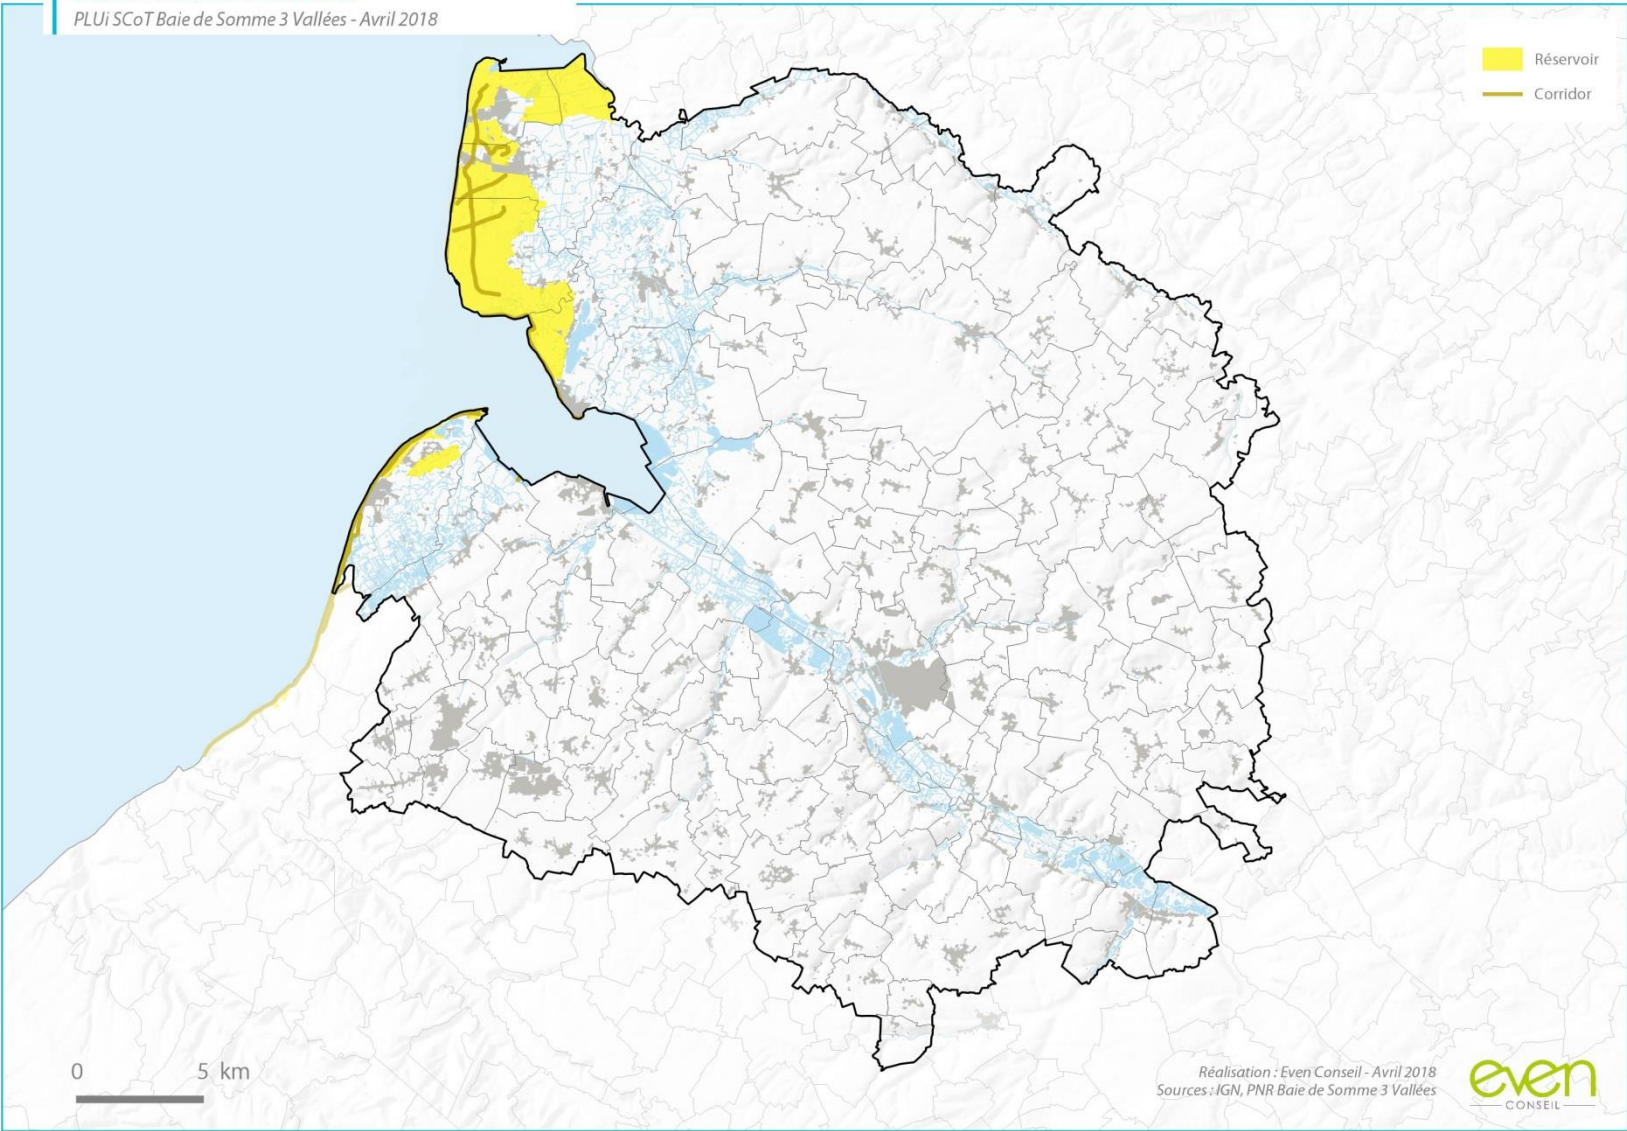 PLUi SCoT Baie de Somme 3 Vallées - Avril 2018
Réservoir
Corridor
0 5 km
Réalisation : Even Conseil - Avril 2018
Sources : IGN, PNR Baie de Somme 3 Vallées
even
CONSEIL